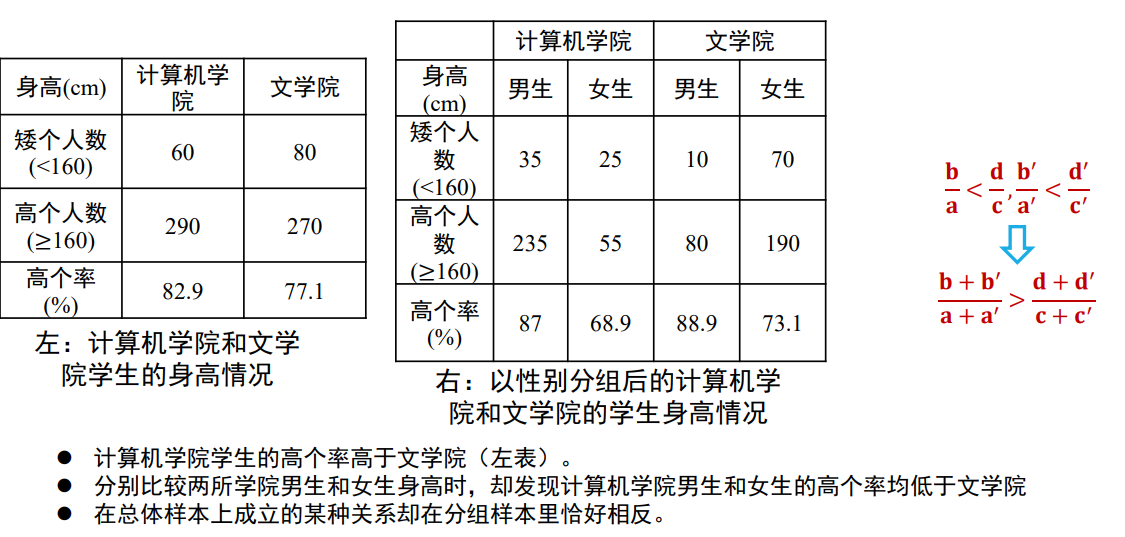 身高(cm) 计算机学院 文学院
矮个人数(<160) 60 80
高个人数(≥160) 290 270
高个率(%) 82.9 77.1
左：计算机学院和文学
院学生的身高情况
计算机学院 文学院
身高(cm) 男生 女生 男生 女生
矮个人数(<160) 35 25 10 70
高个人数(≥160) 235 55 80 190
高个率(%) 87 68.9 88.9 73.1
右：以性别分组后的计算机学
院和文学院的学生身高情况
b/a < d/c, b′/a′ < d′/c′
(b + b′)/(a + a′) > (d + d′)/(c + c′)
● 计算机学院学生的高个率高于文学院（左表）。
● 分别比较两所学院男生和女生身高时，却发现计算机学院男生和女生的高个率均低于文学院
● 在总体样本上成立的某种关系却在分组样本里恰好相反。